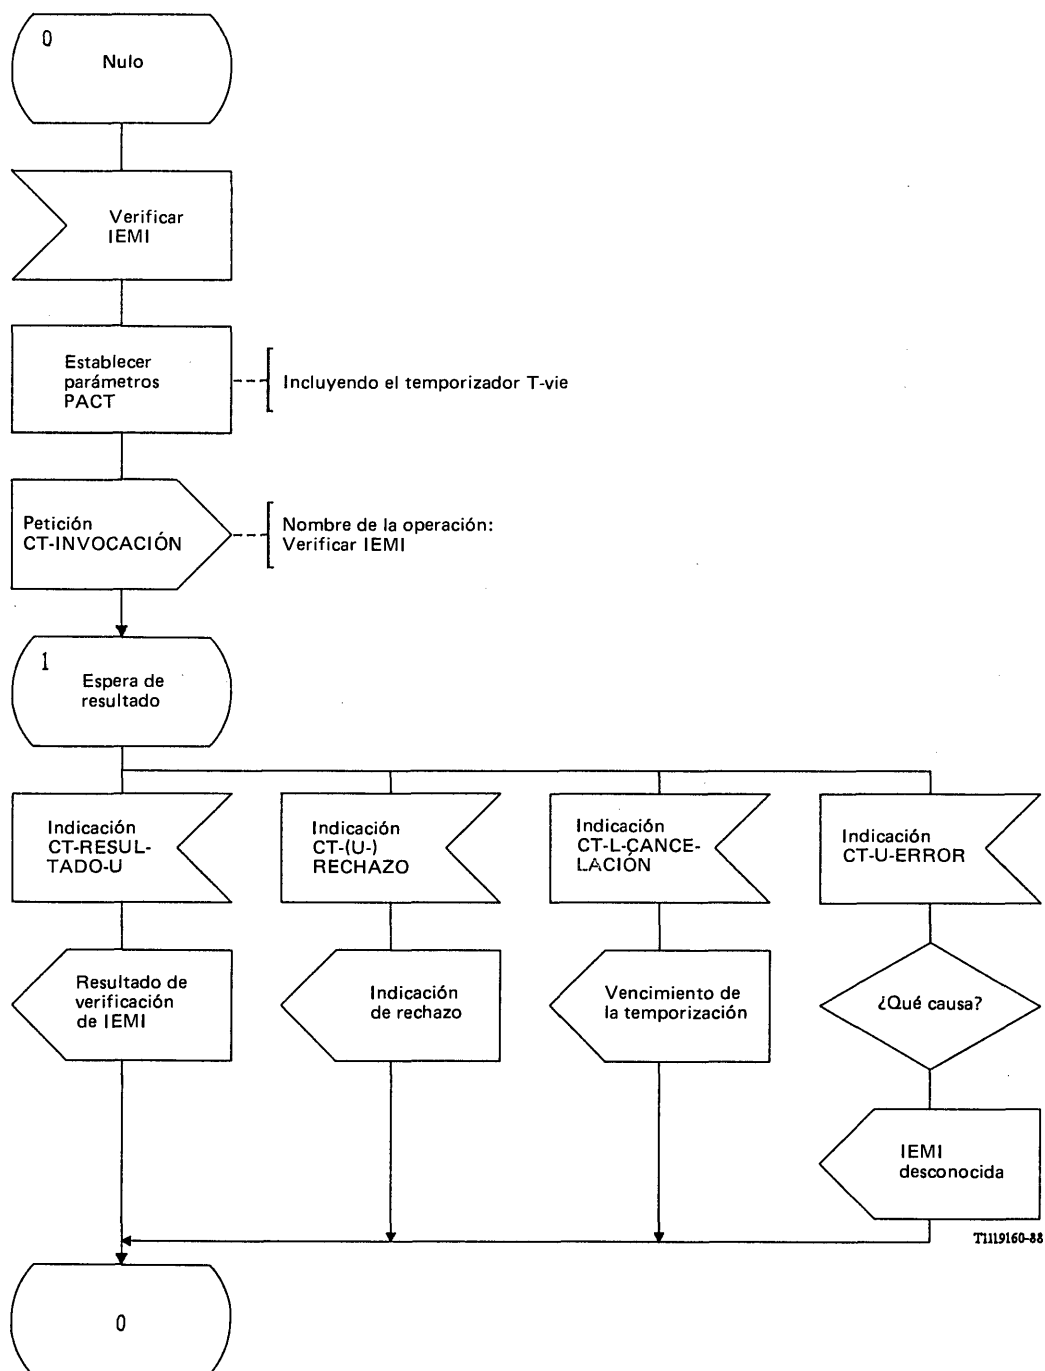 0
Nulo
Verificar
IEMI
Establecer
parámetros
PACT
Incluyendo el temporizador T-vie
Petición
CT-INVOCACIÓN
Nombre de la operación:
Verificar IEMI
1
Espera de
resultado
Indicación
CT-RESUL-
TADO-U
Indicación
CT-(U-)
RECHAZO
Indicación
CT-L-CANCE-
LACIÓN
Indicación
CT-U-ERROR
Resultado de
verificación
de IEMI
Indicación
de rechazo
Vencimiento de
la temporización
¿Qué causa?
IEMI
desconocida
T1119160-88
0